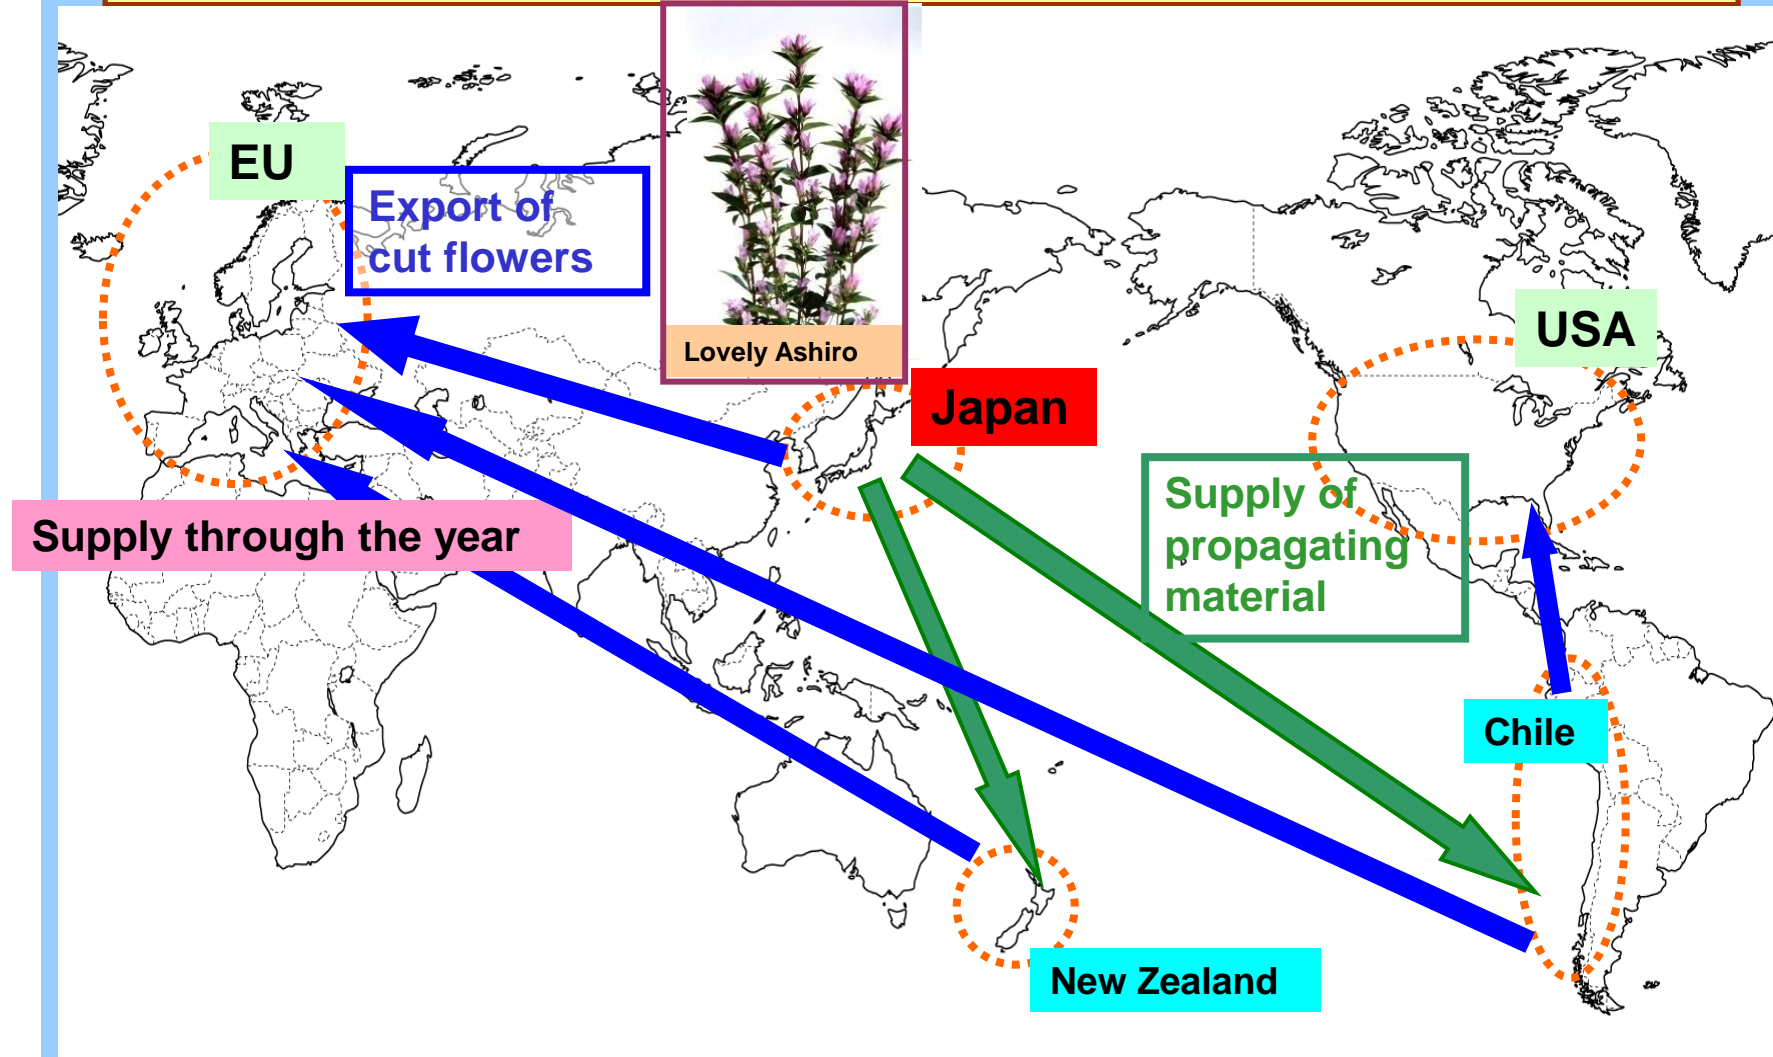 EU
Export of
cut flowers
Lovely Ashiro
USA
Japan
Supply of
propagating
material
Supply through the year
Chile
New Zealand